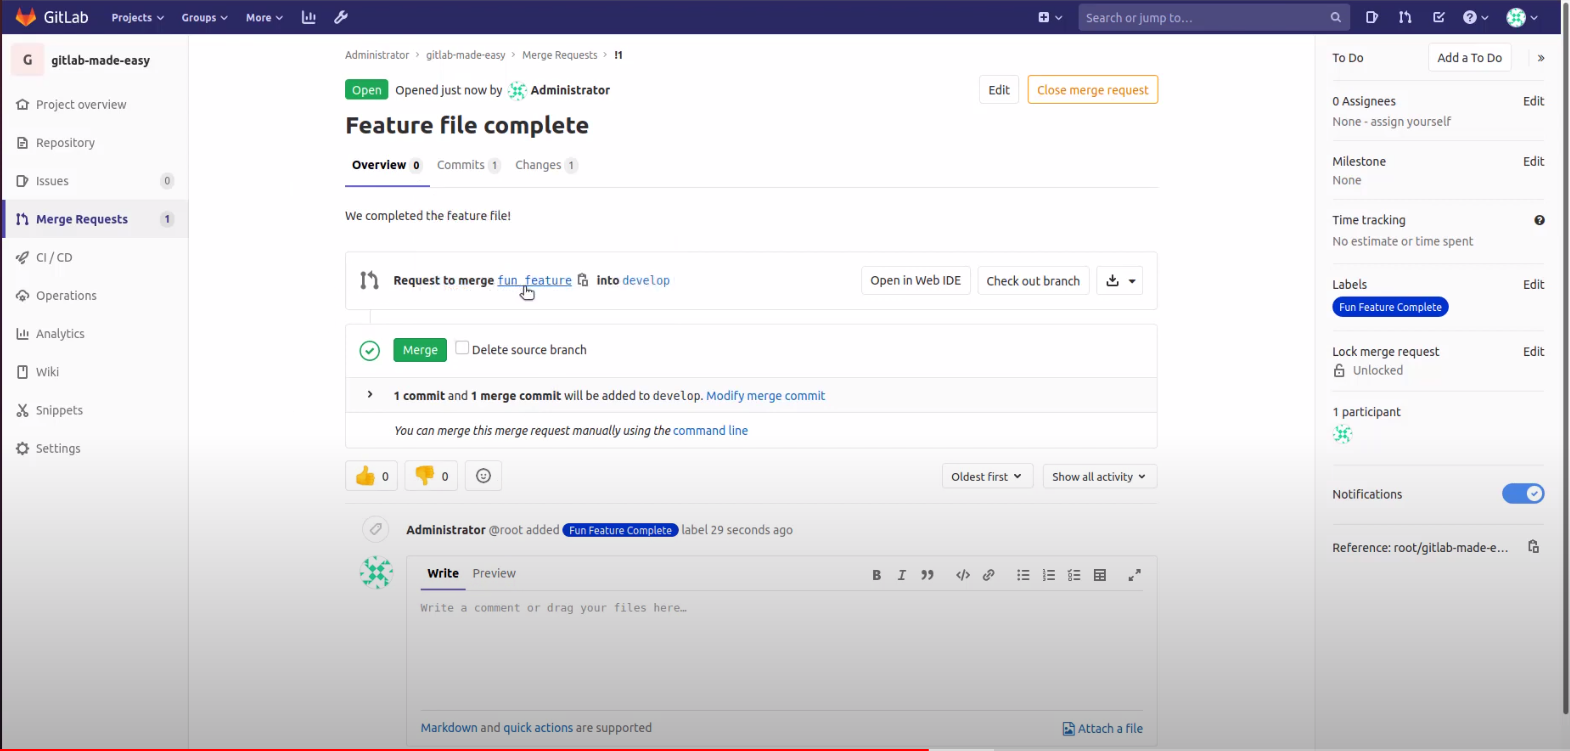 GitLab Projects Groups More Search or jump to...
G gitlab-made-easy
Project overview
Repository
Issues 0
Merge Requests 1
CI / CD
Operations
Analytics
Wiki
Snippets
Settings
Administrator > gitlab-made-easy > Merge Requests > !1
Open Opened just now by Administrator Edit Close merge request
Feature file complete
Overview 0 Commits 1 Changes 1
We completed the feature file!
Request to merge fun_feature into develop Open in Web IDE Check out branch
Merge Delete source branch
1 commit and 1 merge commit will be added to develop. Modify merge commit
You can merge this merge request manually using the command line
0 0 Oldest first Show all activity
Administrator @root added Fun Feature Complete label 29 seconds ago
Write Preview
Write a comment or drag your files here...
Markdown and quick actions are supported Attach a file
To Do Add a To Do »
0 Assignees Edit
None - assign yourself
Milestone Edit
None
Time tracking
No estimate or time spent
Labels Edit
Fun Feature Complete
Lock merge request Edit
Unlocked
1 participant
Notifications
Reference: root/gitlab-made-e...